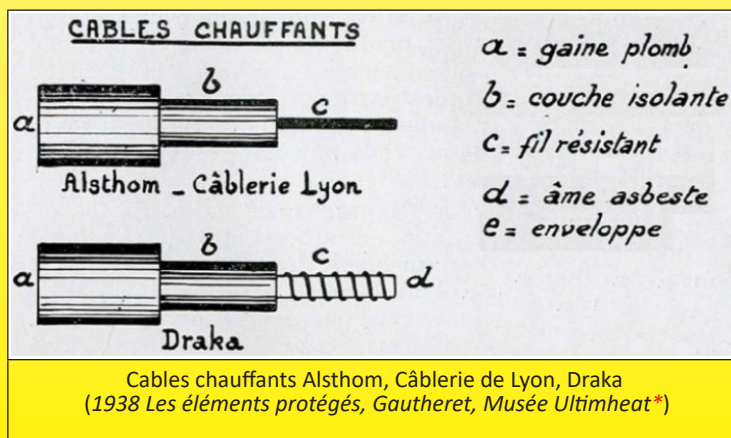 CABLES CHAUFFANTS
a = gaine plomb
b = couche isolante
c = fil résistant
d = âme asbeste
e = enveloppe
a
b
c
Alsthom _ Câblerie Lyon
a
b
c
d
Draka
Cables chauffants Alsthom, Câblerie de Lyon, Draka
(1938 Les éléments protégés, Gautheret, Musée Ultimheat*)